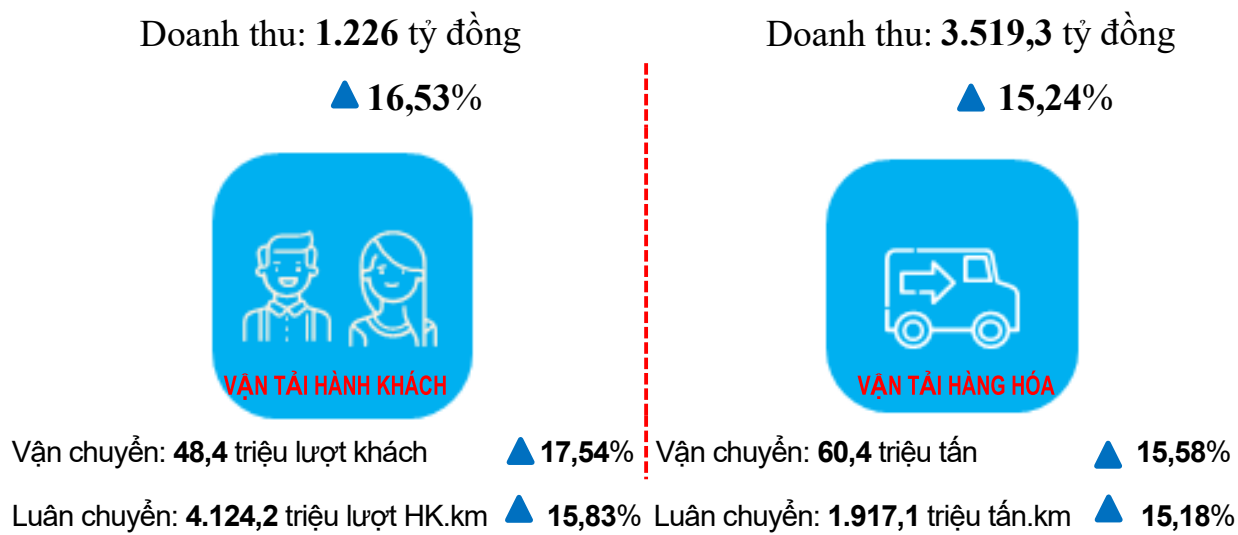 Doanh thu: 1.226 tỷ đồng
16,53%
VẬN TẢI HÀNH KHÁCH
Vận chuyển: 48,4 triệu lượt khách 17,54%
Luân chuyển: 4.124,2 triệu lượt HK.km 15,83%
Doanh thu: 3.519,3 tỷ đồng
15,24%
VẬN TẢI HÀNG HÓA
Vận chuyển: 60,4 triệu tấn 15,58%
Luân chuyển: 1.917,1 triệu tấn.km 15,18%